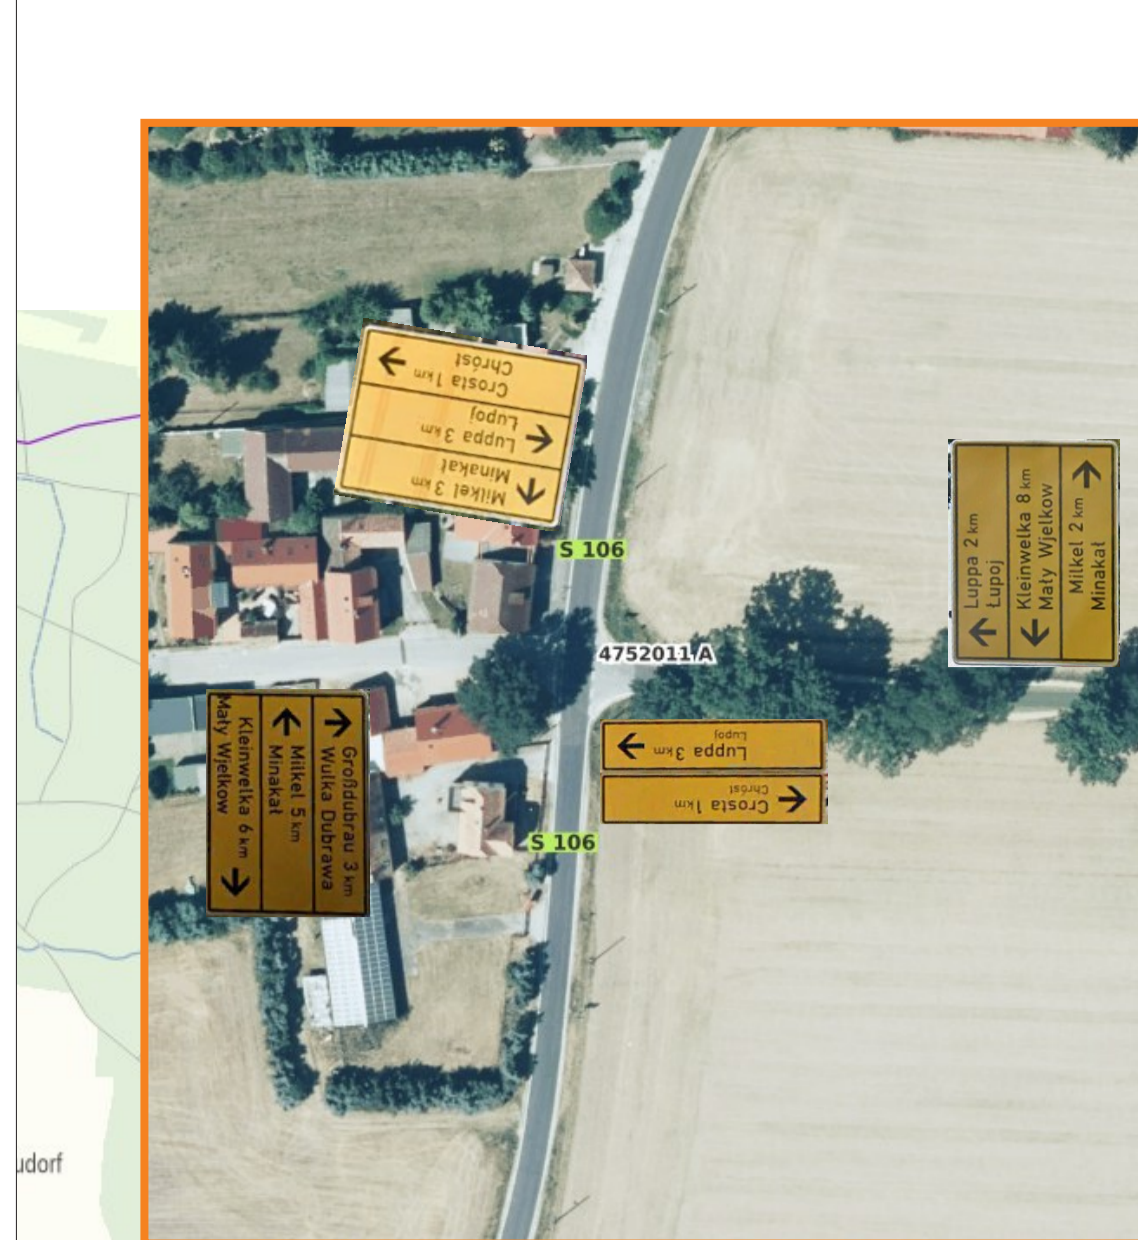 Crosta 1 km
Chróst
Luppa 3 km
Łupoj
Milkel 3 km
Minakał
S 106
Luppa 2 km
Łupoj
Kleinwelka 8 km
Mały Wjelkow
Milkel 2 km
Minakał
4752011 A
Großdubrau 3 km
Wulka Dubrawa
Milkel 5 km
Minakał
Kleinwelka 6 km
Mały Wjelkow
Luppa 3 km
Łupoj
Crosta 1 km
Chróst
S 106
udorf